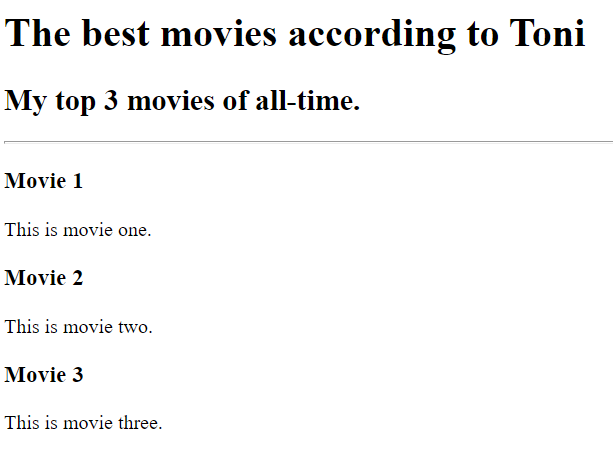 The best movies according to Toni
My top 3 movies of all-time.
Movie 1
This is movie one.
Movie 2
This is movie two.
Movie 3
This is movie three.